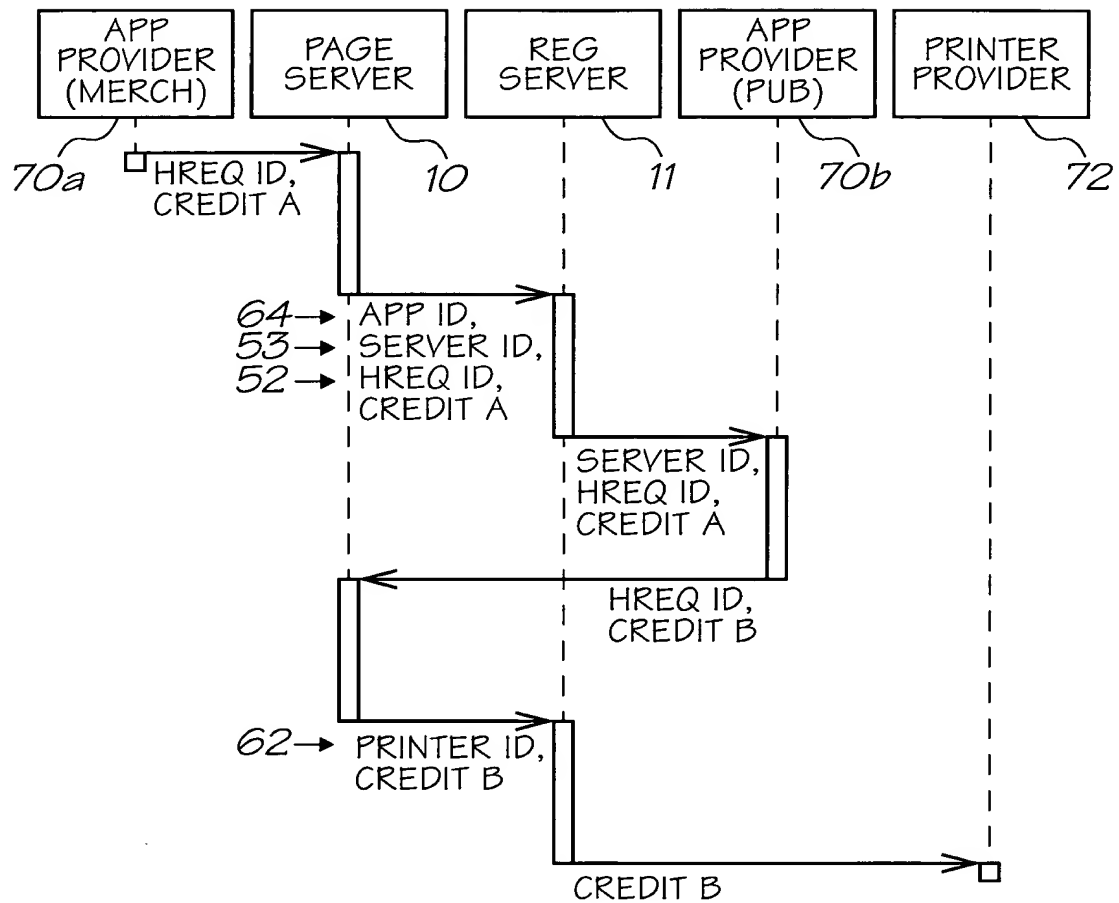 APP
PROVIDER
(MERCH)
PAGE
SERVER
REG
SERVER
APP
PROVIDER
(PUB)
PRINTER
PROVIDER
70a
10
11
70b
72
HREQ ID,
CREDIT A
64
APP ID,
53
SERVER ID,
52
HREQ ID,
CREDIT A
SERVER ID,
HREQ ID,
CREDIT A
HREQ ID,
CREDIT B
62
PRINTER ID,
CREDIT B
CREDIT B